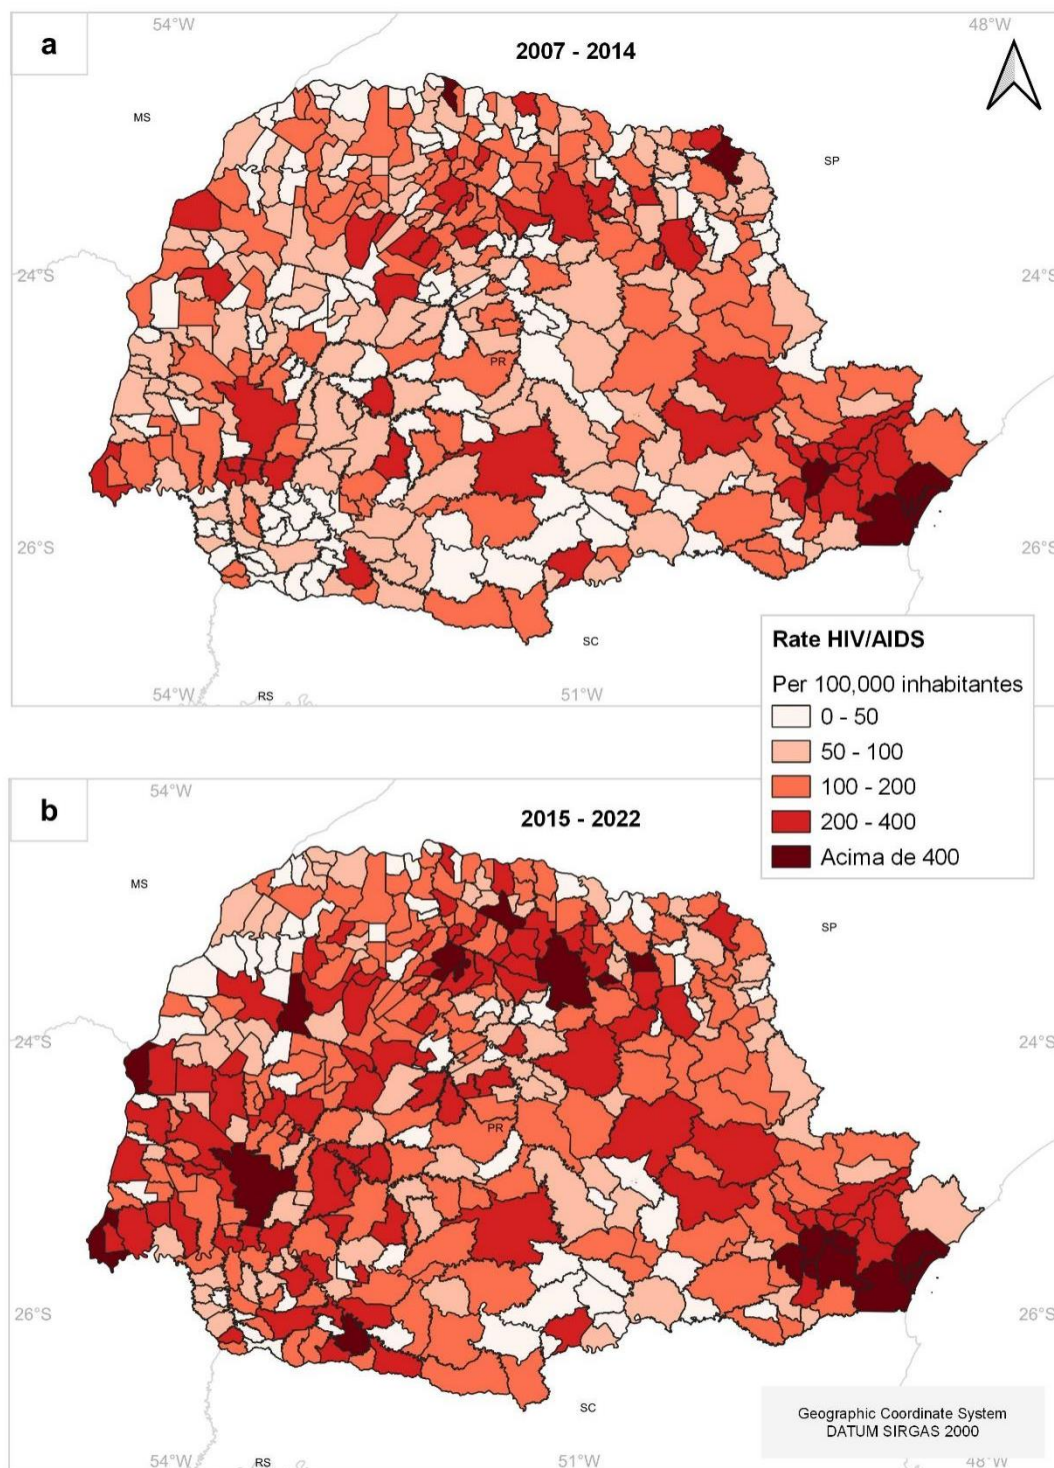 54°W
48°W
a
2007 - 2014
MS
SP
24°S
24°S
PR
26°S
26°S
SC
54°W
RS
51°W
Rate HIV/AIDS
Per 100,000 inhabitantes
0 - 50
50 - 100
100 - 200
200 - 400
Acima de 400
54°W
b
2015 - 2022
MS
SP
24°S
24°S
PR
26°S
26°S
SC
Geographic Coordinate System
DATUM SIRGAS 2000
54°W
RS
51°W
48°W